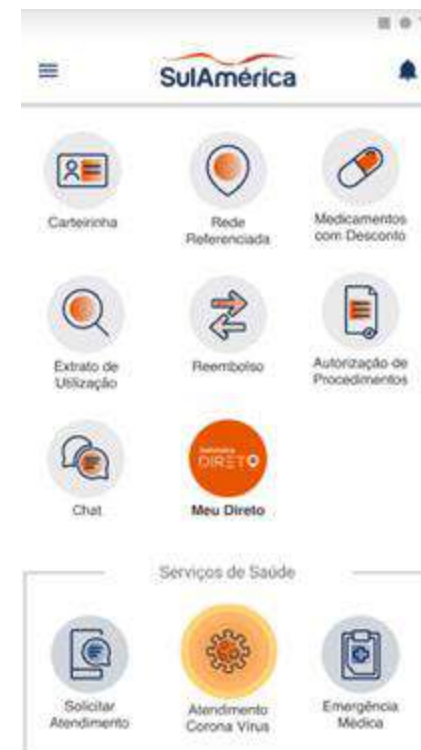 SulAmérica
Carteirinha
Rede
Referenciada
Medicamentos
com Desconto
Extrato de
Utilização
Reembolso
Autorização de
Procedimentos
Chat
DIRETO
Meu Direto
Serviços de Saúde
Solicitar
Atendimento
Atendimento
Corona Vírus
Emergência
Médica